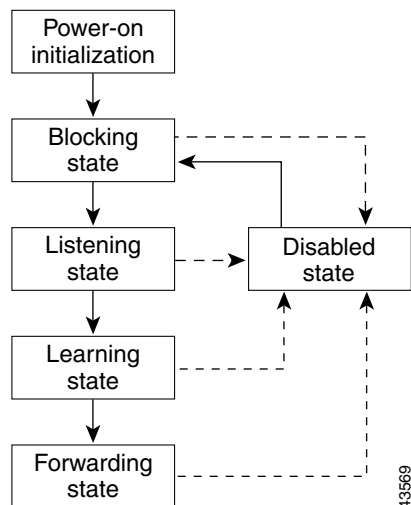 Power-on
initialization
Blocking
state
Listening
state
Disabled
state
Learning
state
Forwarding
state
43569